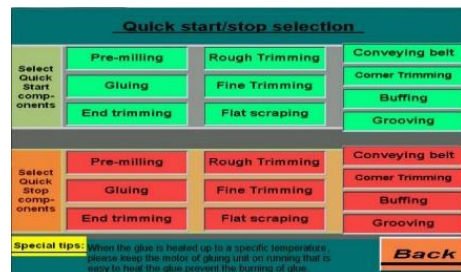 Quick start/stop selection
Select Quick Start comp-onents
Pre-milling
Rough Trimming
Conveying belt
Gluing
Fine Trimming
Corner Trimming
End trimming
Flat scraping
Buffing
Grooving
Select Quick Stop comp-onents
Pre-milling
Rough Trimming
Conveying belt
Gluing
Fine Trimming
Corner Trimming
End trimming
Flat scraping
Buffing
Grooving
Special tips:
When the glue is heated up to a specific temperature,
please keep the motor of gluing unit on running that is
easy to heat the glue prevent the burning of glue
Back